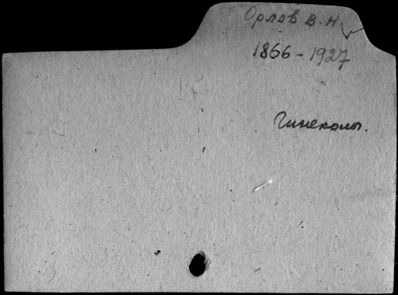 Орлов В. Н.
1866-1927
Гинеколог.